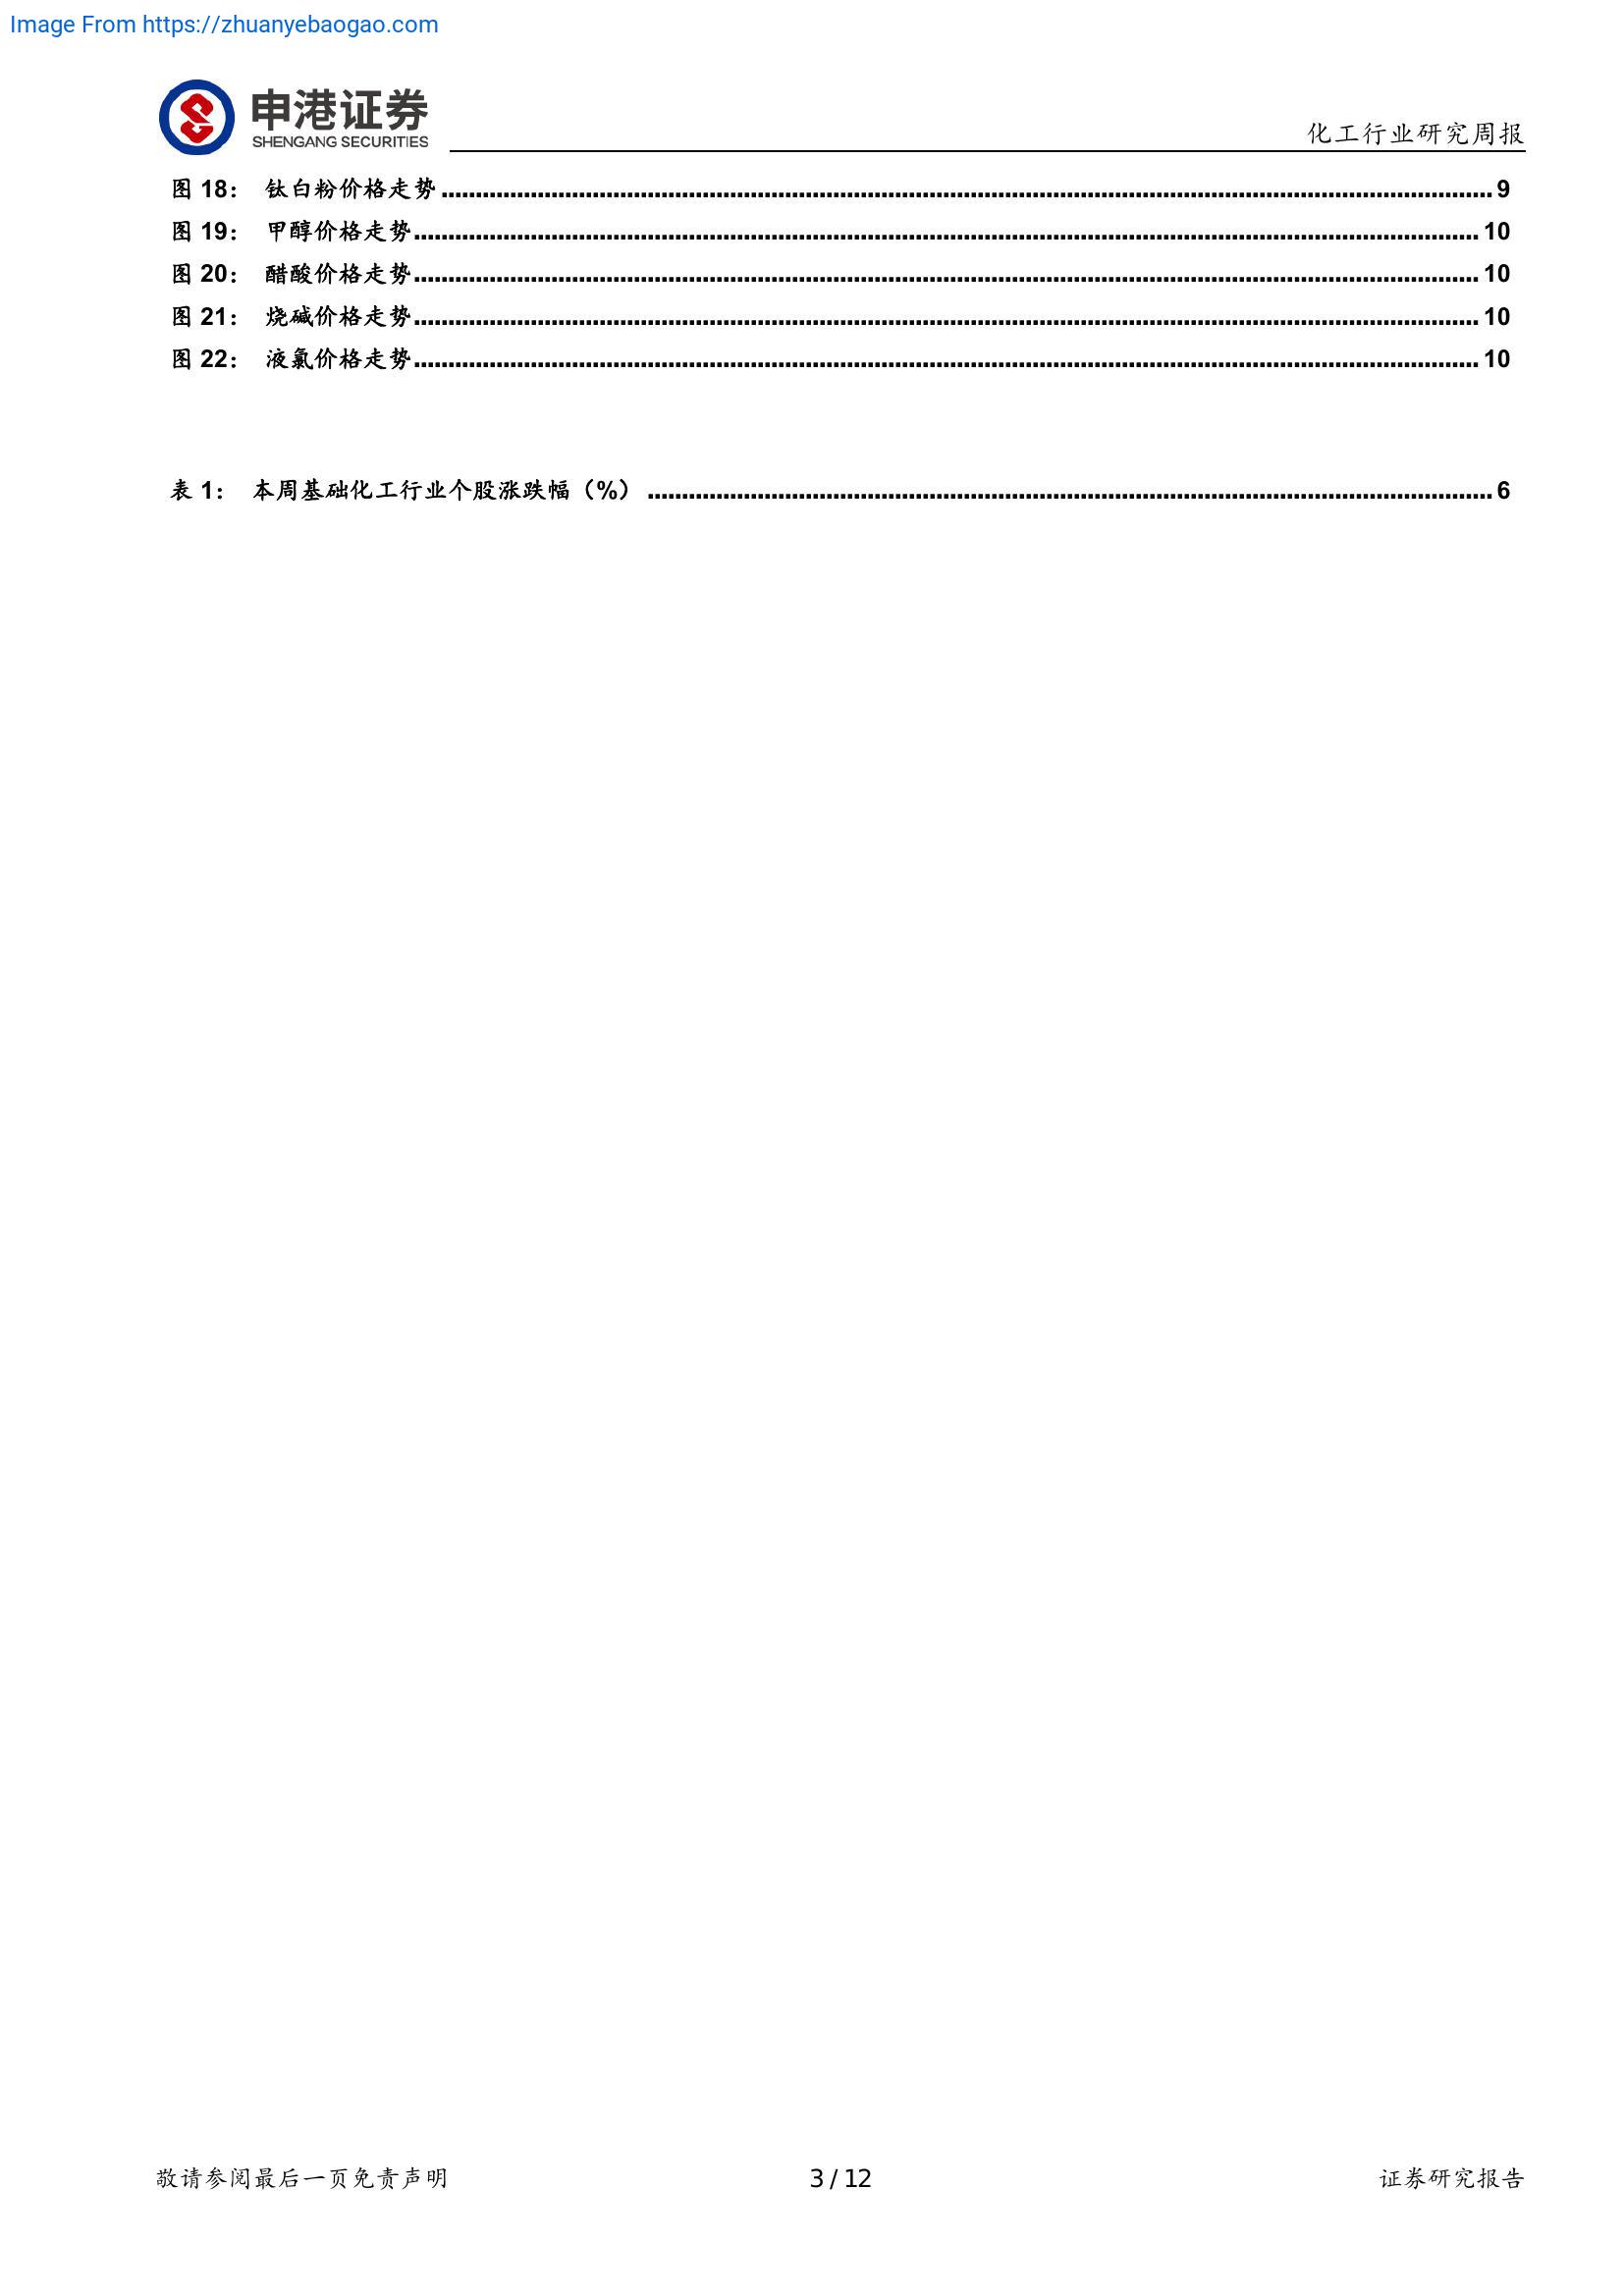 Image From https://zhuanyebaogao.com
申港证券
SHENGANG SECURITIES
化工行业研究周报
图 18： 钛白粉价格走势 ........ 9
图 19： 甲醇价格走势 ........ 10
图 20： 醋酸价格走势 ........ 10
图 21： 烧碱价格走势 ........ 10
图 22： 液氯价格走势 ........ 10
表 1： 本周基础化工行业个股涨跌幅（%） ........ 6
敬请参阅最后一页免责声明
3 / 12
证券研究报告